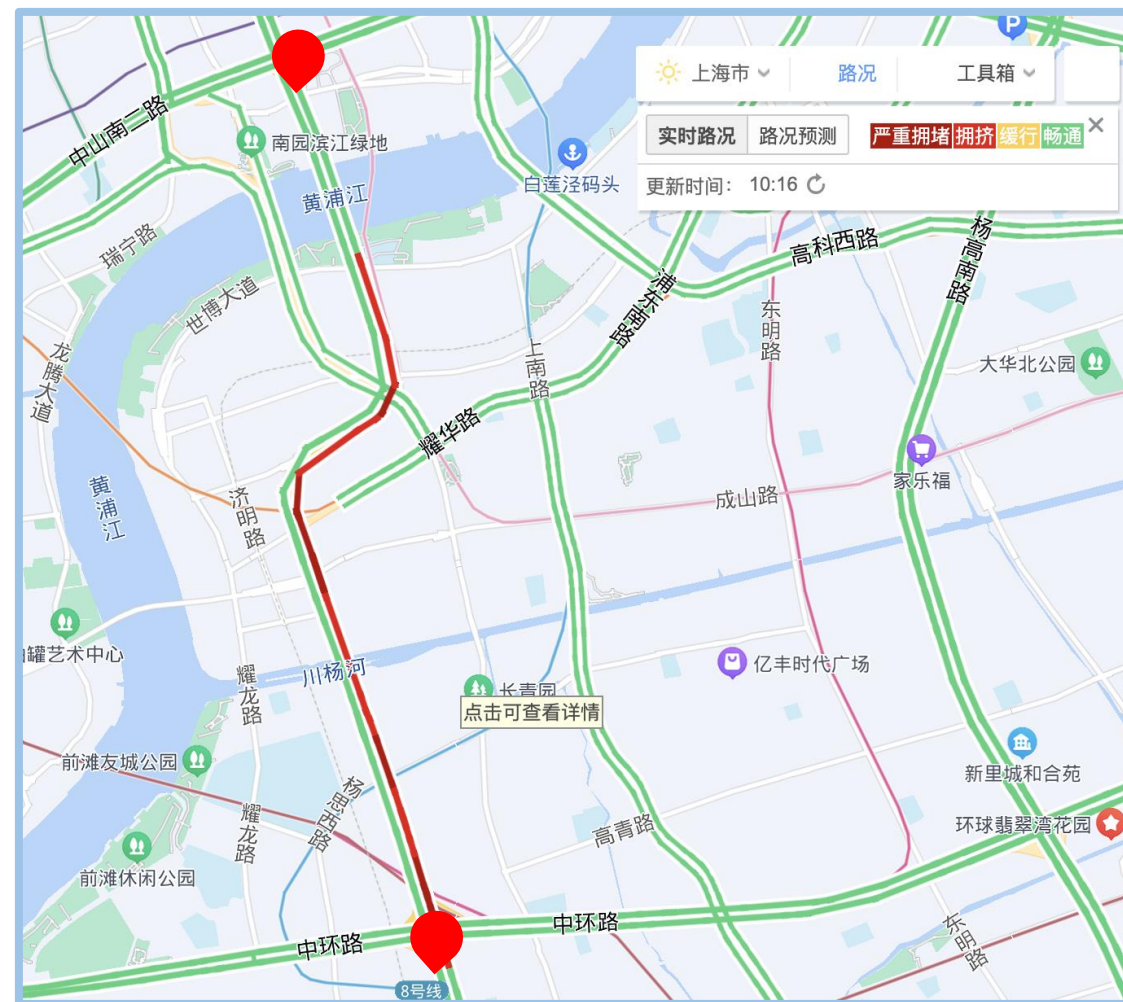 P
上海市
路况
工具箱
实时路况
路况预测
严重拥堵
拥挤
缓行
畅通
更新时间： 10:16
中山南二路
南园滨江绿地
白莲泾码头
黄浦江
瑞宁路
世博大道
高科西路
杨高南路
浦东南路
东明路
龙腾大道
上南路
大华北公园
耀华路
家乐福
黄浦江
济明路
成山路
罐艺术中心
川杨河
亿丰时代广场
长青园
点击可查看详情
耀龙路
前滩友城公园
新里城和合苑
杨思西路
耀龙路
高青路
环球翡翠湾花园
前滩休闲公园
中环路
中环路
东明路
8号线